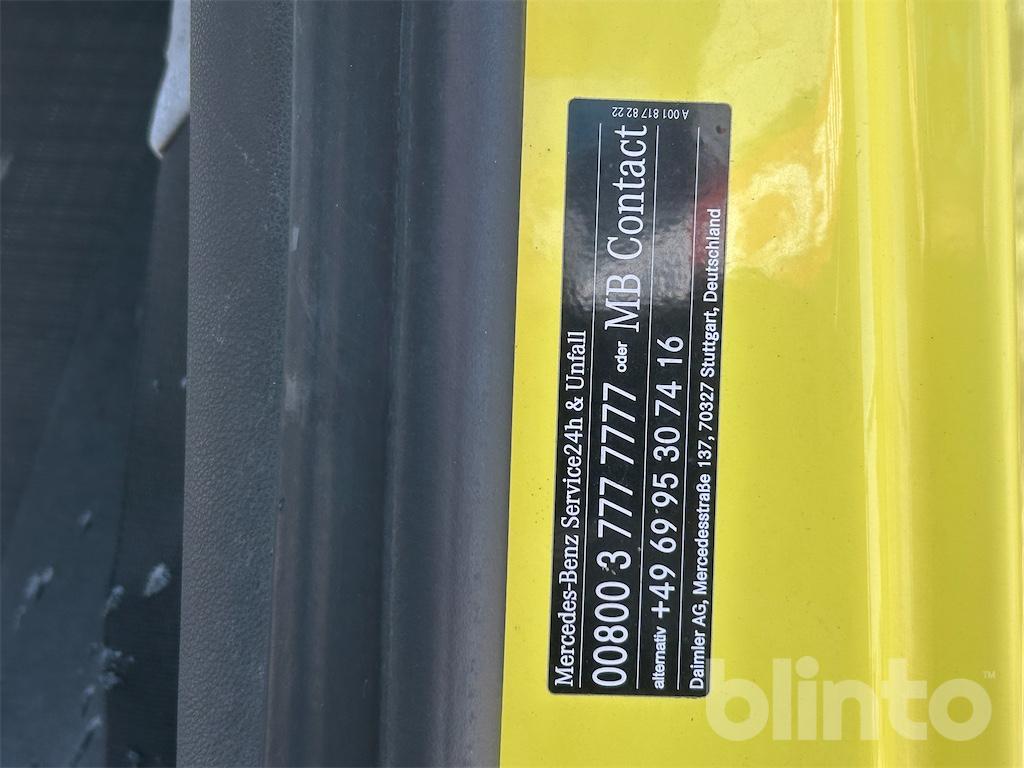 Mercedes-Benz Service24h & Unfall
00800 3 777 7777 oder MB Contact
alternativ +49 69 95 30 74 16
Daimler AG, Mercedesstraße 137, 70327 Stuttgart, Deutschland
A 001 817 82 22
blinto™